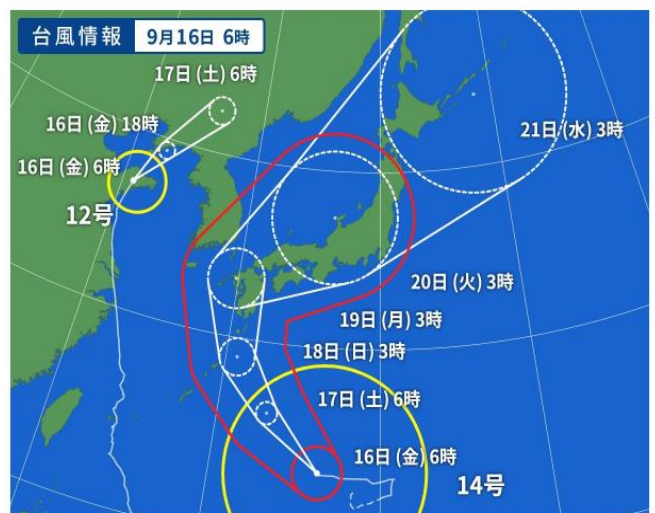 台風情報 9月16日 6時
17日(土)6時
16日(金)18時
16日(金)6時
12号
21日(水)3時
20日(火)3時
19日(月)3時
18日(日)3時
17日(土)6時
16日(金)6時
14号